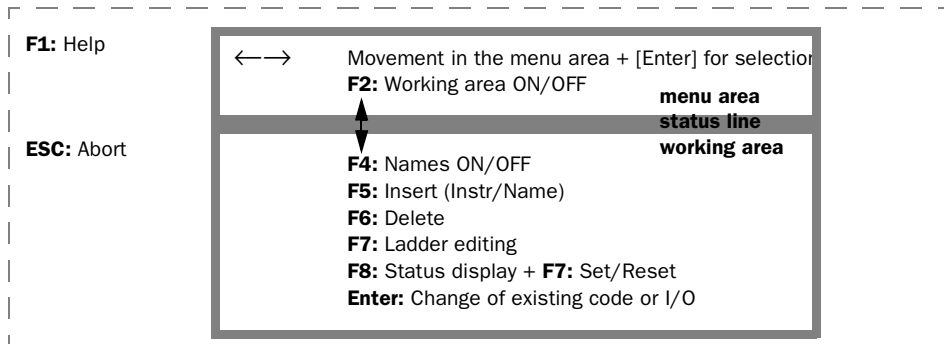 F1: Help
←→ Movement in the menu area + [Enter] for selection
F2: Working area ON/OFF
menu area
status line
ESC: Abort
working area
F4: Names ON/OFF
F5: Insert (Instr/Name)
F6: Delete
F7: Ladder editing
F8: Status display + F7: Set/Reset
Enter: Change of existing code or I/O